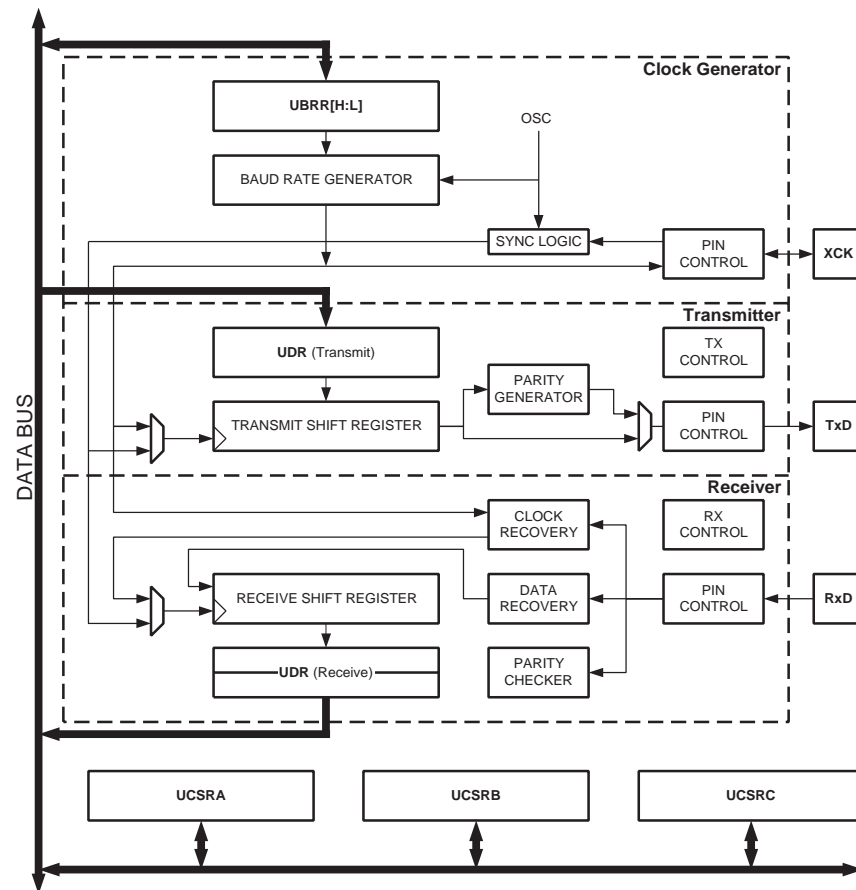 Clock Generator
UBRR[H:L]
OSC
BAUD RATE GENERATOR
SYNC LOGIC
PIN
CONTROL
XCK
Transmitter
UDR (Transmit)
TX
CONTROL
PARITY
GENERATOR
TRANSMIT SHIFT REGISTER
PIN
CONTROL
TxD
DATA BUS
Receiver
CLOCK
RECOVERY
RX
CONTROL
RECEIVE SHIFT REGISTER
DATA
RECOVERY
PIN
CONTROL
RxD
UDR (Receive)
PARITY
CHECKER
UCSRA
UCSRB
UCSRC